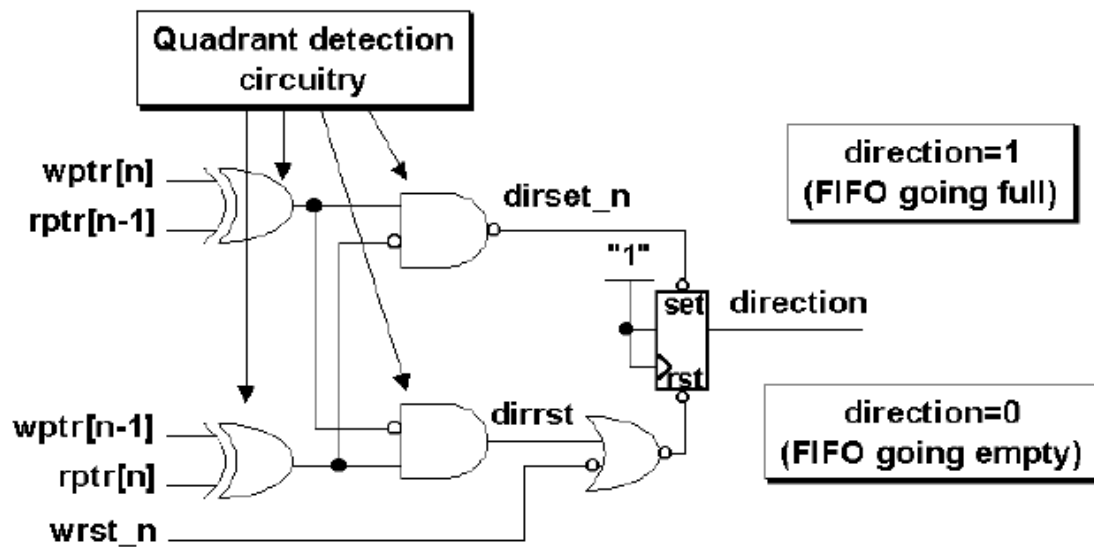 Quadrant detection
circuitry
wptr[n]
rptr[n-1]
dirset_n
"1"
set
direction
rst
direction=1
(FIFO going full)
wptr[n-1]
rptr[n]
wrst_n
dirrst
direction=0
(FIFO going empty)